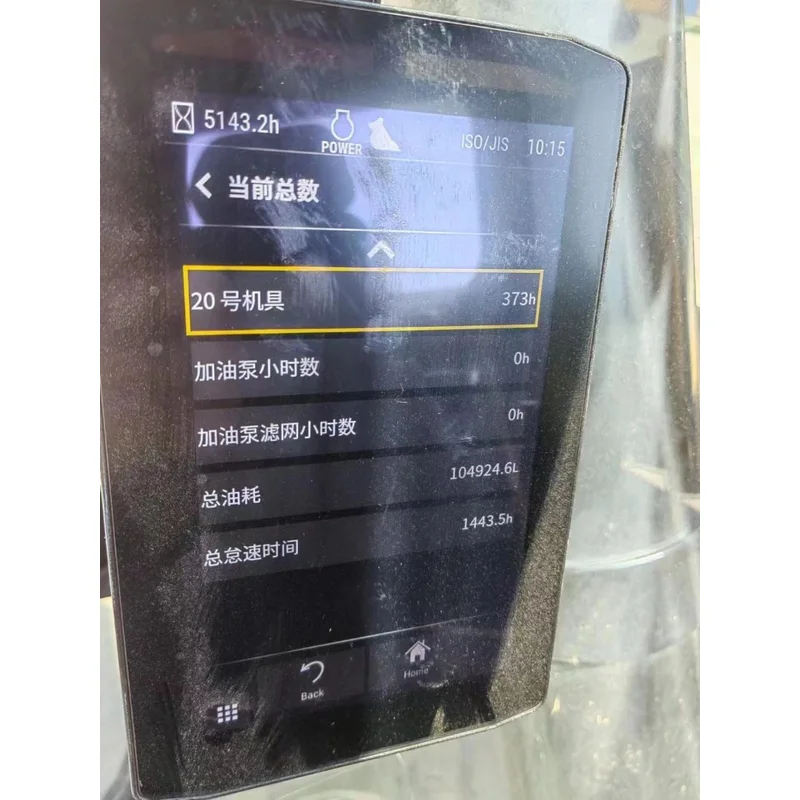 5143.2h POWER ISO/JIS 10:15
当前总数
20 号机具 373h
加油泵小时数 0h
加油泵滤网小时数 0h
总油耗 104924.6L
总怠速时间 1443.5h
Back Home